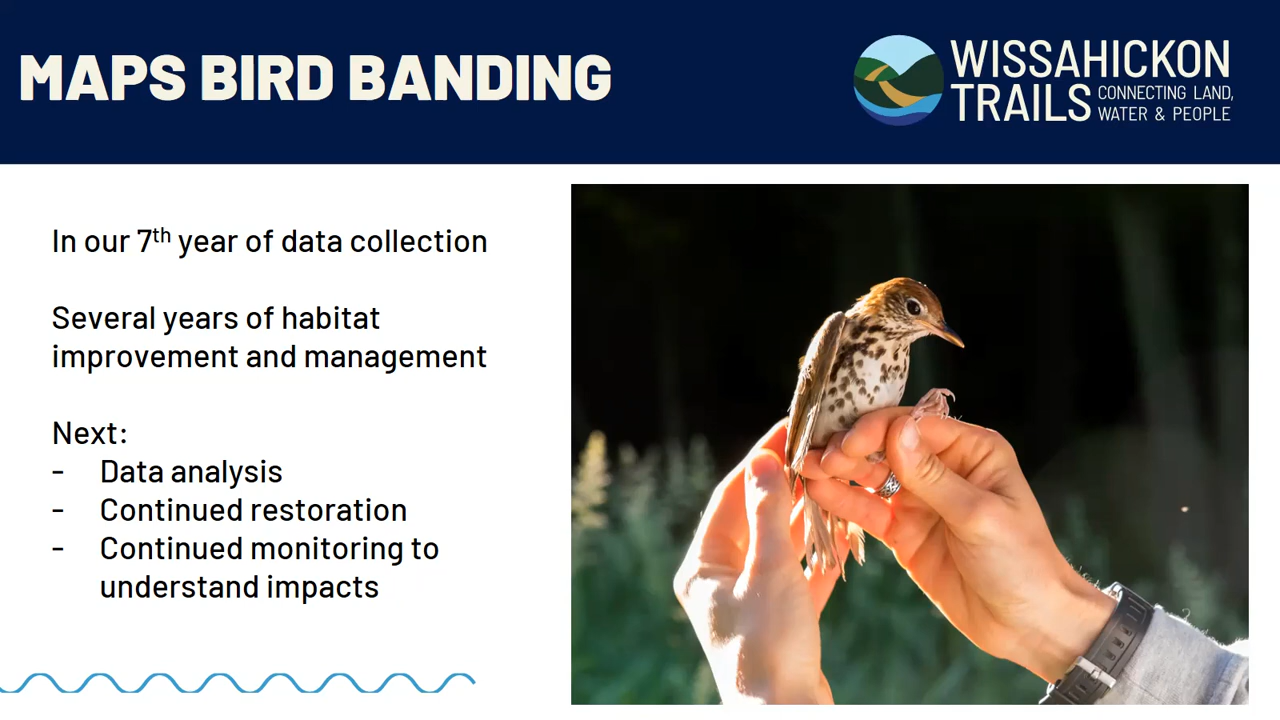 MAPS BIRD BANDING
WISSAHICKON
TRAILS
CONNECTING LAND,
WATER & PEOPLE
In our 7th year of data collection
Several years of habitat
improvement and management
Next:
- Data analysis
- Continued restoration
- Continued monitoring to
understand impacts